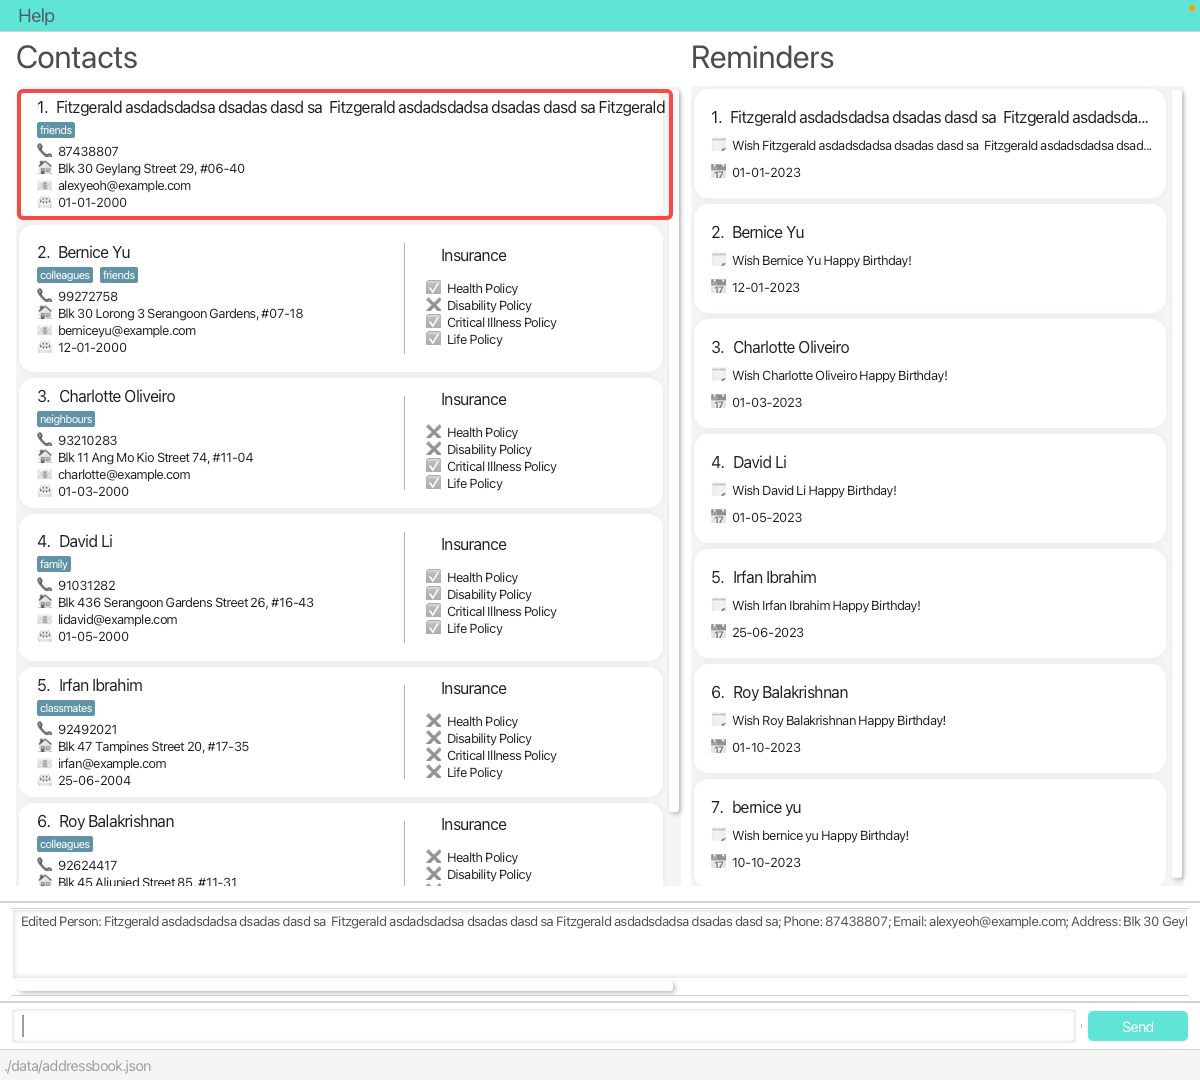 Help
Contacts
1. Fitzgerald asdadsdadsa dsadas dasd sa Fitzgerald asdadsdadsa dsadas dasd sa Fitzgerald
friends
87438807
Blk 30 Geylang Street 29, #06-40
alexyeoh@example.com
01-01-2000
2. Bernice Yu
colleagues friends
99272758
Blk 30 Lorong 3 Serangoon Gardens, #07-18
berniceyu@example.com
12-01-2000
Insurance
Health Policy
Disability Policy
Critical Illness Policy
Life Policy
3. Charlotte Oliveiro
neighbours
93210283
Blk 11 Ang Mo Kio Street 74, #11-04
charlotte@example.com
01-03-2000
Insurance
Health Policy
Disability Policy
Critical Illness Policy
Life Policy
4. David Li
family
91031282
Blk 436 Serangoon Gardens Street 26, #16-43
lidavid@example.com
01-05-2000
Insurance
Health Policy
Disability Policy
Critical Illness Policy
Life Policy
5. Irfan Ibrahim
classmates
92492021
Blk 47 Tampines Street 20, #17-35
irfan@example.com
25-06-2004
Insurance
Health Policy
Disability Policy
Critical Illness Policy
Life Policy
6. Roy Balakrishnan
colleagues
92624417
Blk 45 Aljunied Street 85, #11-31
Insurance
Health Policy
Disability Policy
Reminders
1. Fitzgerald asdadsdadsa dsadas dasd sa Fitzgerald asdadsda...
Wish Fitzgerald asdadsdadsa dsadas dasd sa Fitzgerald asdadsdadsa dsad...
01-01-2023
2. Bernice Yu
Wish Bernice Yu Happy Birthday!
12-01-2023
3. Charlotte Oliveiro
Wish Charlotte Oliveiro Happy Birthday!
01-03-2023
4. David Li
Wish David Li Happy Birthday!
01-05-2023
5. Irfan Ibrahim
Wish Irfan Ibrahim Happy Birthday!
25-06-2023
6. Roy Balakrishnan
Wish Roy Balakrishnan Happy Birthday!
01-10-2023
7. bernice yu
Wish bernice yu Happy Birthday!
10-10-2023
Edited Person: Fitzgerald asdadsdadsa dsadas dasd sa Fitzgerald asdadsdadsa dsadas dasd sa Fitzgerald asdadsdadsa dsadas dasd sa; Phone: 87438807; Email: alexyeoh@example.com; Address: Blk 30 Geyl
Send
./data/addressbook.json